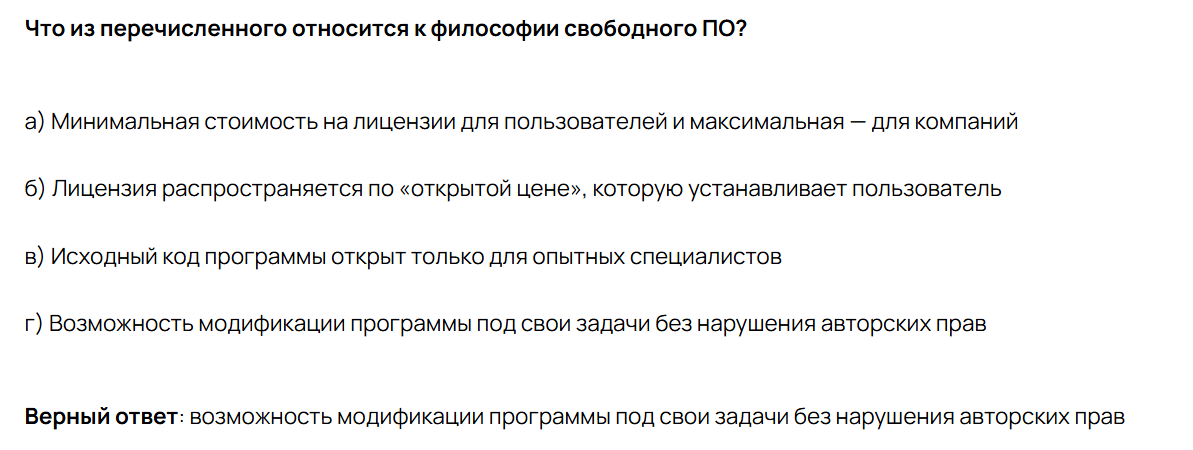 Что из перечисленного относится к философии свободного ПО?
а) Минимальная стоимость на лицензии для пользователей и максимальная — для компаний
б) Лицензия распространяется по «открытой цене», которую устанавливает пользователь
в) Исходный код программы открыт только для опытных специалистов
г) Возможность модификации программы под свои задачи без нарушения авторских прав
Верный ответ: возможность модификации программы под свои задачи без нарушения авторских прав